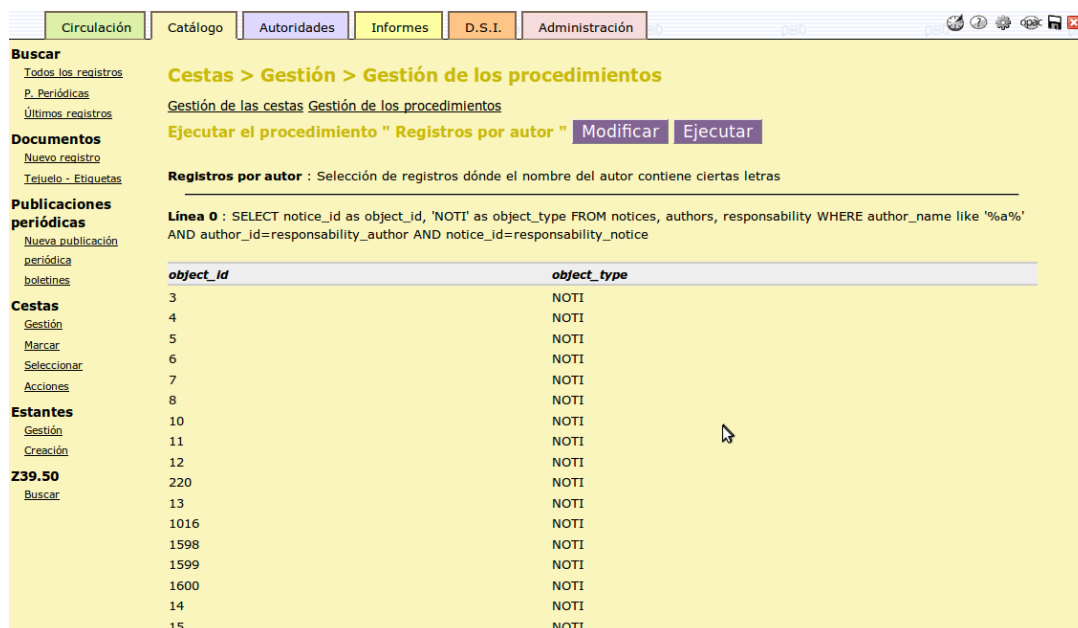 Circulación Catálogo Autoridades Informes D.S.I. Administración opac
Buscar
Todos los registros
P. Periódicas
Últimos registros
Documentos
Nuevo registro
Tejuelo - Etiquetas
Publicaciones
periódicas
Nueva publicación
periódica
boletines
Cestas
Gestión
Marcar
Seleccionar
Acciones
Estantes
Gestión
Creación
Z39.50
Buscar
Cestas > Gestión > Gestión de los procedimientos
Gestión de las cestas Gestión de los procedimientos
Ejecutar el procedimiento " Registros por autor " Modificar Ejecutar
Registros por autor : Selección de registros dónde el nombre del autor contiene ciertas letras
Línea 0 : SELECT notice_id as object_id, 'NOTI' as object_type FROM notices, authors, responsability WHERE author_name like '%a%'
AND author_id=responsability_author AND notice_id=responsability_notice
object_id object_type
3 NOTI
4 NOTI
5 NOTI
6 NOTI
7 NOTI
8 NOTI
10 NOTI
11 NOTI
12 NOTI
220 NOTI
13 NOTI
1016 NOTI
1598 NOTI
1599 NOTI
1600 NOTI
14 NOTI
15 NOTI